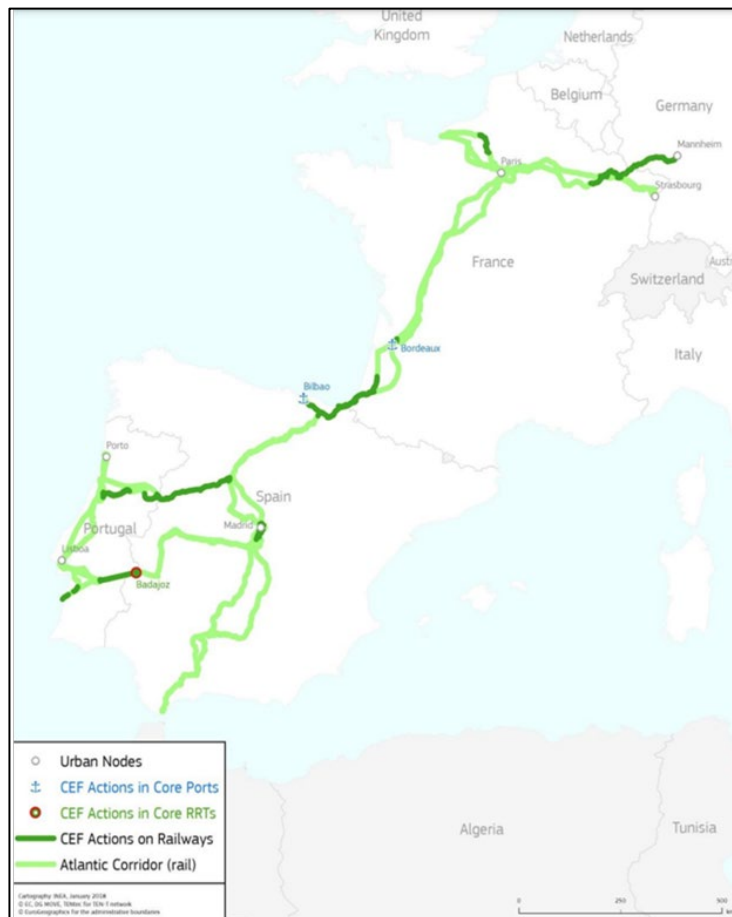 United
Kingdom
Netherlands
Belgium
Germany
Mannheim
Paris
Strasbourg
France
Switzerland
Austr
Italy
Bordeaux
Bilbao
Porto
Spain
Madrid
Portugal
Lisboa
Badajoz
Urban Nodes
CEF Actions in Core Ports
CEF Actions in Core RRTs
CEF Actions on Railways
Atlantic Corridor (rail)
Algeria
Tunisia
Cartography: INEA, January 2018
© EC, DG MOVE, TENtec for TEN-T network
© EuroGeographics for the administrative boundaries
0 250 500